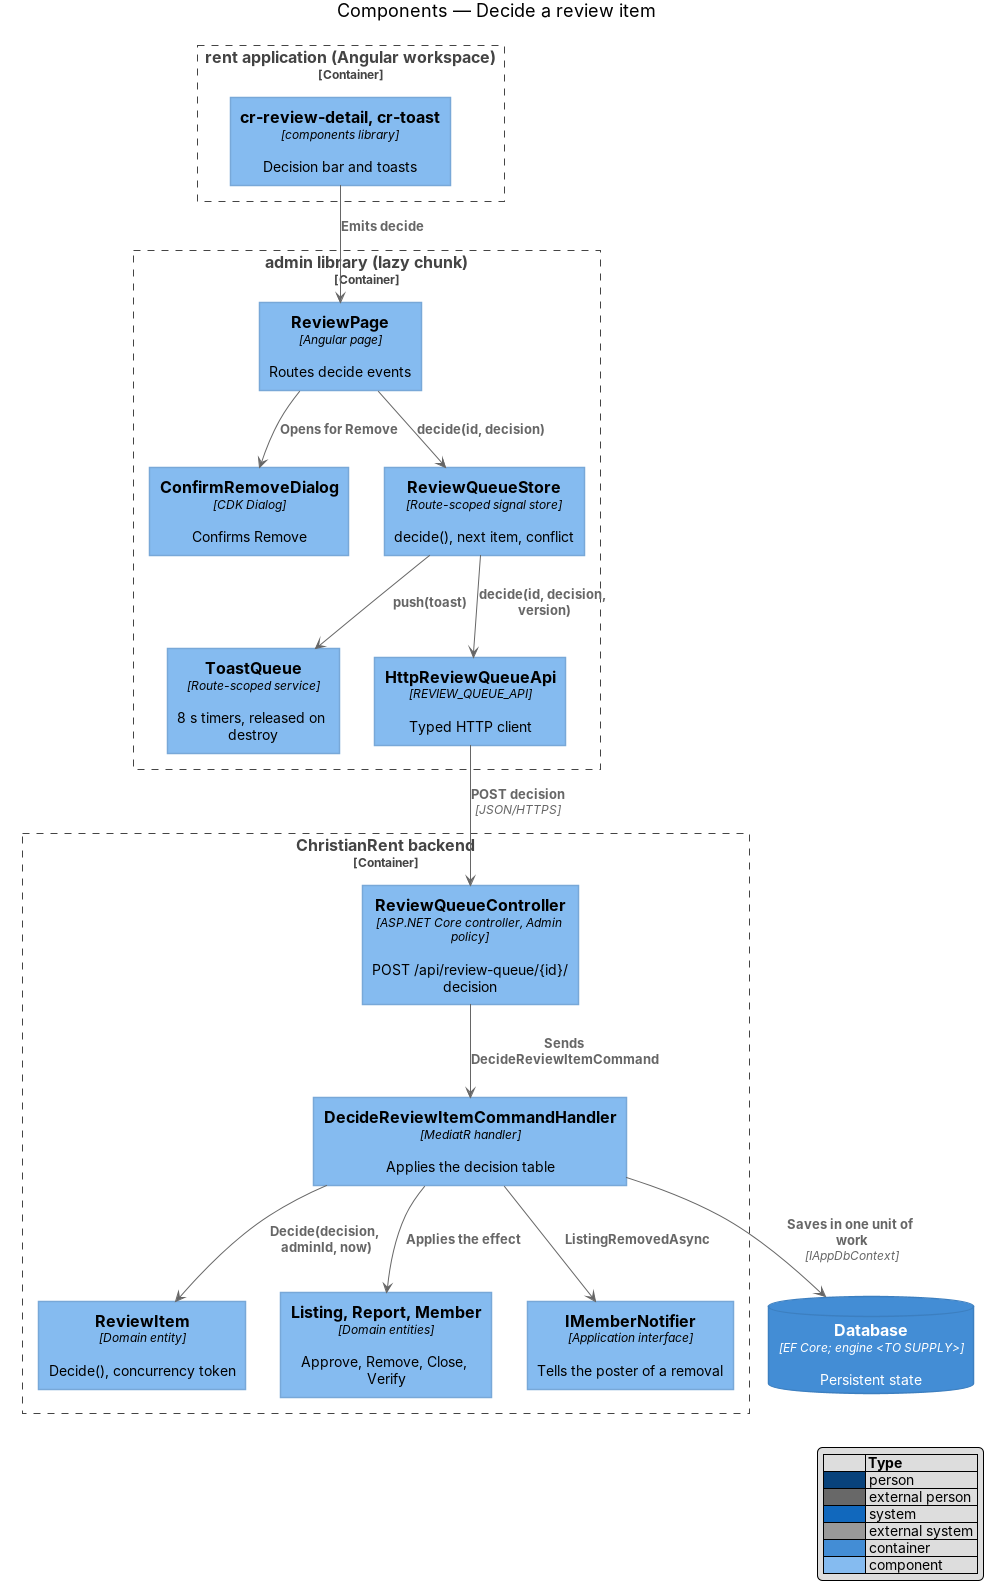 Components — Decide a review item
rent application (Angular workspace)
[Container]
cr-review-detail, cr-toast
[components library]
Decision bar and toasts
Emits decide
admin library (lazy chunk)
[Container]
ReviewPage
[Angular page]
Routes decide events
Opens for Remove
decide(id, decision)
ConfirmRemoveDialog
[CDK Dialog]
Confirms Remove
ReviewQueueStore
[Route-scoped signal store]
decide(), next item, conflict
push(toast)
decide(id, decision,
version)
ToastQueue
[Route-scoped service]
8 s timers, released on
destroy
HttpReviewQueueApi
[REVIEW_QUEUE_API]
Typed HTTP client
POST decision
[JSON/HTTPS]
ChristianRent backend
[Container]
ReviewQueueController
[ASP.NET Core controller, Admin
policy]
POST /api/review-queue/{id}/
decision
Sends
DecideReviewItemCommand
DecideReviewItemCommandHandler
[MediatR handler]
Applies the decision table
Decide(decision,
adminId, now)
Applies the effect
ListingRemovedAsync
Saves in one unit of
work
[IAppDbContext]
ReviewItem
[Domain entity]
Decide(), concurrency token
Listing, Report, Member
[Domain entities]
Approve, Remove, Close,
Verify
IMemberNotifier
[Application interface]
Tells the poster of a removal
Database
[EF Core; engine <TO SUPPLY>]
Persistent state
Type
person
external person
system
external system
container
component